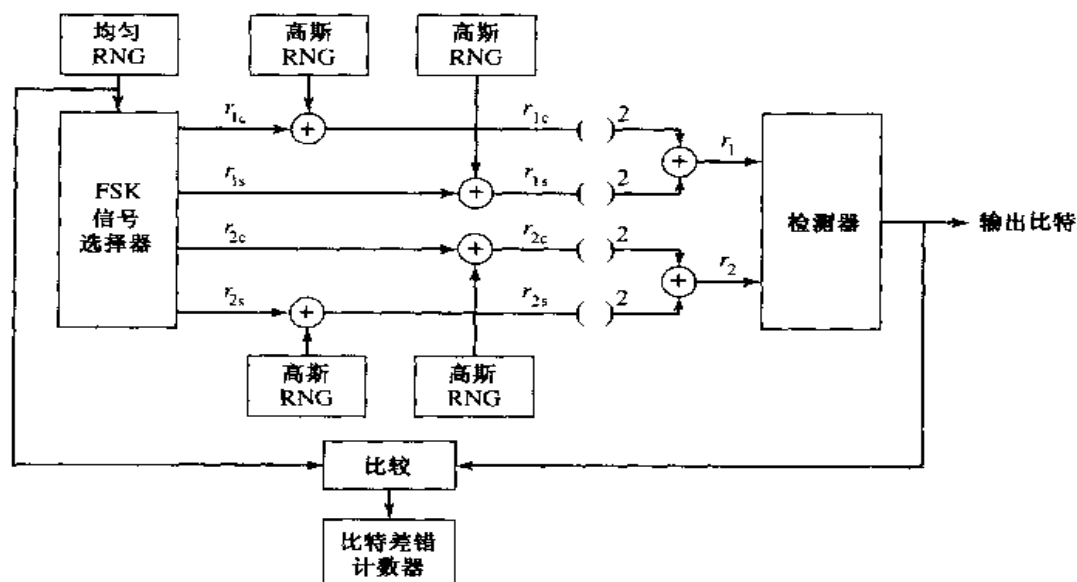 均匀
RNG
高斯
RNG
高斯
RNG
r1c
r1c
( )2
r1s
r1s
( )2
r1
FSK
信号
选择器
r2c
r2c
( )2
r2s
r2s
( )2
r2
检测器
输出比特
高斯
RNG
高斯
RNG
比较
比特差错
计数器